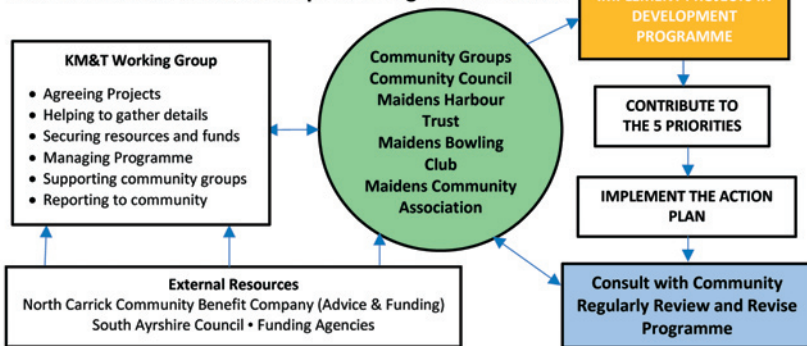 KM&T Working Group
• Agreeing Projects
• Helping to gather details
• Securing resources and funds
• Managing Programme
• Supporting community groups
• Reporting to community
Community Groups
Community Council
Maidens Harbour
Trust
Maidens Bowling
Club
Maidens Community
Association
DEVELOPMENT
PROGRAMME
CONTRIBUTE TO
THE 5 PRIORITIES
IMPLEMENT THE ACTION
PLAN
External Resources
North Carrick Community Benefit Company (Advice & Funding)
South Ayrshire Council • Funding Agencies
Consult with Community
Regularly Review and Revise
Programme